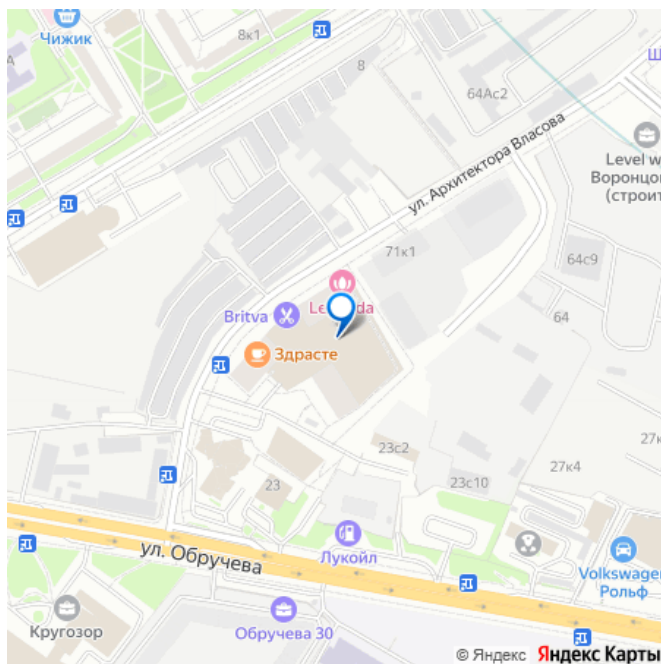 Чижик
8к1
8
64Ас2
ул. Архитектора Власова
Level w
Воронцо
(строит
71к1
64с9
Britva
Здрасте
64
23с2
23с10
27к4
27к
23
ул. Обручева
Лукойл
Volkswagen
Рольф
Кругозор
Обручева 30
© Яндекс Яндекс Карты